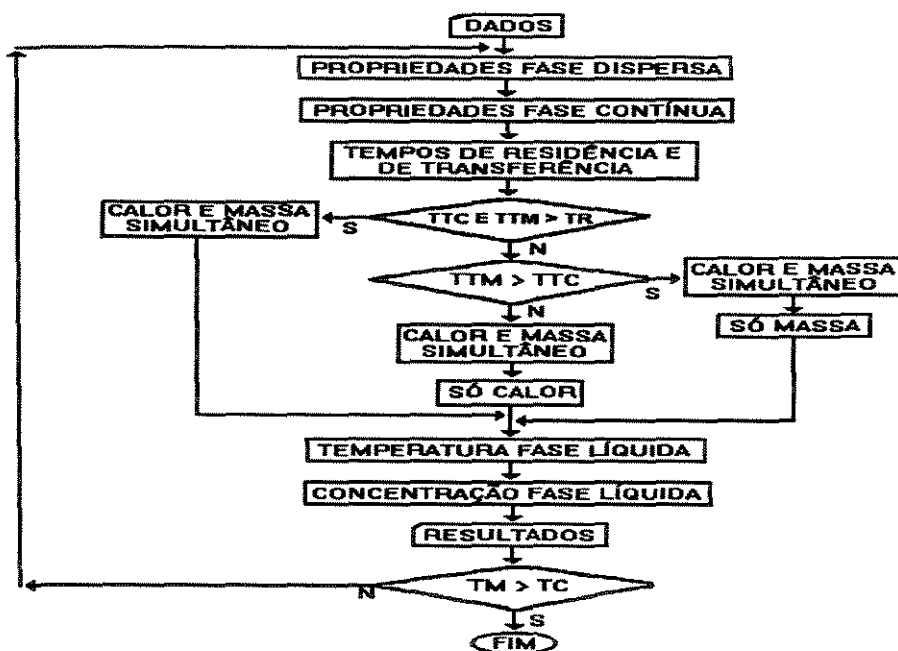 DADOS
PROPRIEDADES FASE DISPERSA
PROPRIEDADES FASE CONTÍNUA
TEMPOS DE RESIDÊNCIA E
DE TRANSFERÊNCIA
TTC E TTM > TR
S
CALOR E MASSA
SIMULTÂNEO
N
TTM > TTC
S
CALOR E MASSA
SIMULTÂNEO
SÓ MASSA
N
CALOR E MASSA
SIMULTÂNEO
SÓ CALOR
TEMPERATURA FASE LÍQUIDA
CONCENTRAÇÃO FASE LÍQUIDA
RESULTADOS
TM > TC
N
S
FIM